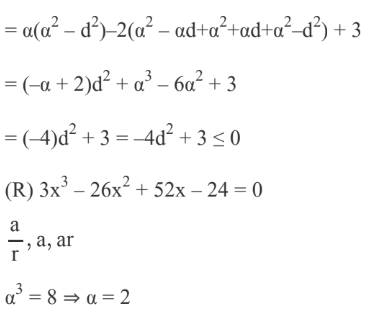 = α(α² – d²)–2(α² – αd+α²+αd+α²–d²) + 3
= (–α + 2)d² + α³ – 6α² + 3
= (–4)d² + 3 = –4d² + 3 ≤ 0
(R) 3x³ – 26x² + 52x – 24 = 0
a/r , a, ar
α³ = 8 ⇒ α = 2